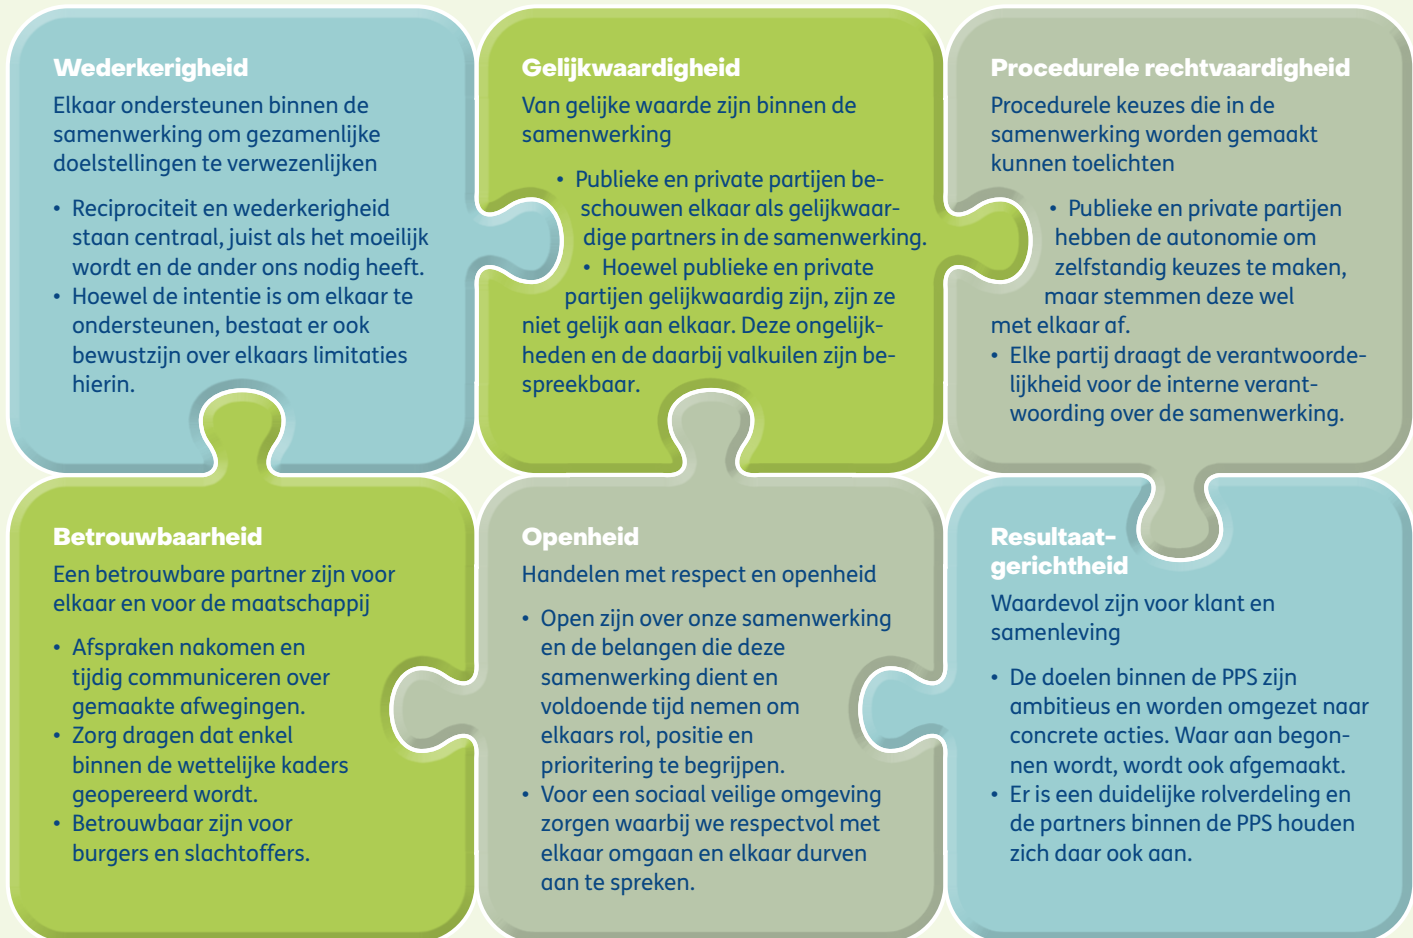 Wederkerigheid
Elkaar ondersteunen binnen de
samenwerking om gezamenlijke
doelstellingen te verwezenlijken
• Reciprociteit en wederkerigheid
staan centraal, juist als het moeilijk
wordt en de ander ons nodig heeft.
• Hoewel de intentie is om elkaar te
ondersteunen, bestaat er ook
bewustzijn over elkaars limitaties
hierin.
Gelijkwaardigheid
Van gelijke waarde zijn binnen de
samenwerking
• Publieke en private partijen be-
schouwen elkaar als gelijkwaar-
dige partners in de samenwerking.
• Hoewel publieke en private
partijen gelijkwaardig zijn, zijn ze
niet gelijk aan elkaar. Deze ongelijk-
heden en de daarbij valkuilen zijn be-
spreekbaar.
Procedurele rechtvaardigheid
Procedurele keuzes die in de
samenwerking worden gemaakt
kunnen toelichten
• Publieke en private partijen
hebben de autonomie om
zelfstandig keuzes te maken,
maar stemmen deze wel
met elkaar af.
• Elke partij draagt de verantwoorde-
lijkheid voor de interne verant-
woording over de samenwerking.
Betrouwbaarheid
Een betrouwbare partner zijn voor
elkaar en voor de maatschappij
• Afspraken nakomen en
tijdig communiceren over
gemaakte afwegingen.
• Zorg dragen dat enkel
binnen de wettelijke kaders
geopereerd wordt.
• Betrouwbaar zijn voor
burgers en slachtoffers.
Openheid
Handelen met respect en openheid
• Open zijn over onze samenwerking
en de belangen die deze
samenwerking dient en
voldoende tijd nemen om
elkaars rol, positie en
prioritering te begrijpen.
• Voor een sociaal veilige omgeving
zorgen waarbij we respectvol met
elkaar omgaan en elkaar durven
aan te spreken.
Resultaat-
gerichtheid
Waardevol zijn voor klant en
samenleving
• De doelen binnen de PPS zijn
ambitieus en worden omgezet naar
concrete acties. Waar aan begon-
nen wordt, wordt ook afgemaakt.
• Er is een duidelijke rolverdeling en
de partners binnen de PPS houden
zich daar ook aan.